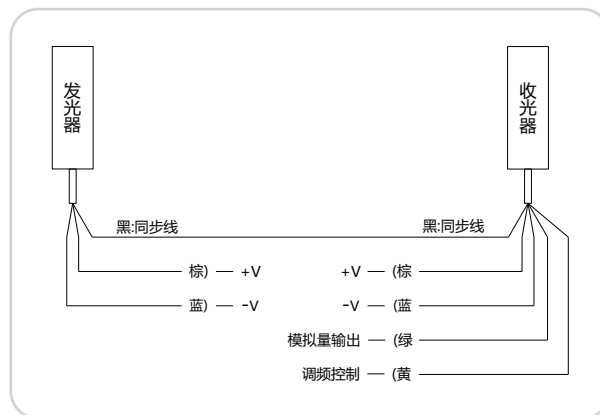 发光器
收光器
黑:同步线
黑:同步线
棕) — +V
+V — (棕
蓝) — -V
-V — (蓝
模拟量输出 — (绿
调频控制 — (黄